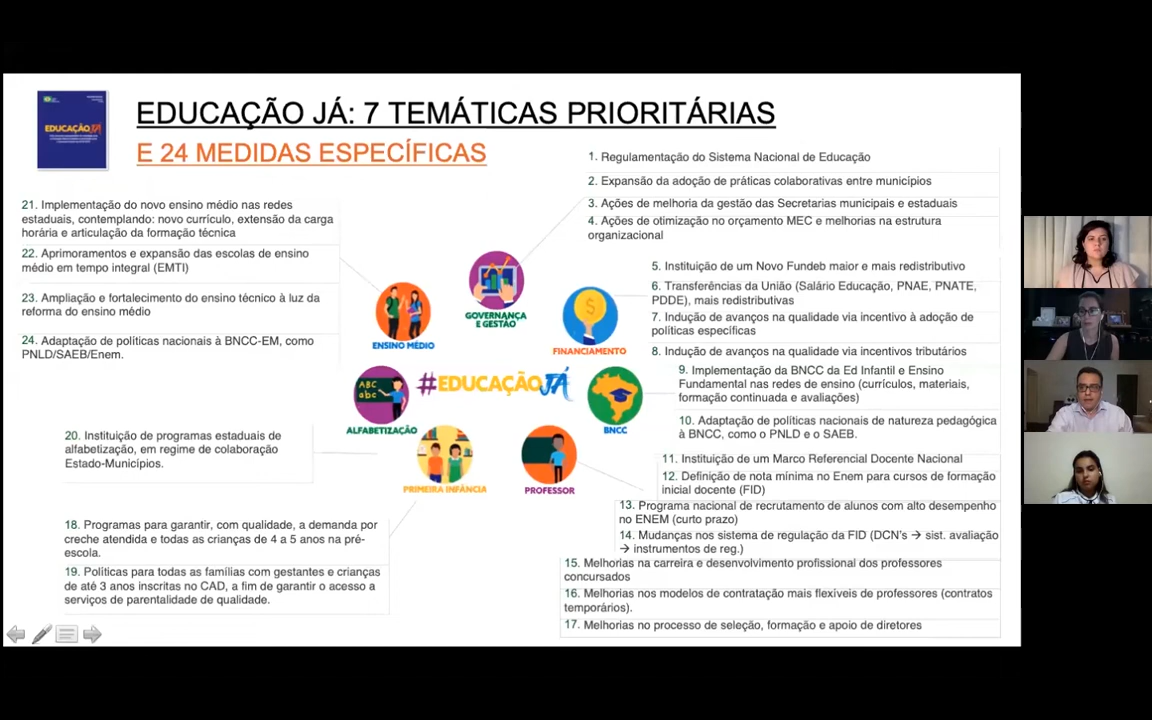 EDUCAÇÃO JÁ: 7 TEMÁTICAS PRIORITÁRIAS
E 24 MEDIDAS ESPECÍFICAS
EDUCAÇÃO JÁ
1. Regulamentação do Sistema Nacional de Educação
2. Expansão da adoção de práticas colaborativas entre municípios
3. Ações de melhoria da gestão das Secretarias municipais e estaduais
4. Ações de otimização no orçamento MEC e melhorias na estrutura
organizacional
5. Instituição de um Novo Fundeb maior e mais redistributivo
6. Transferências da União (Salário Educação, PNAE, PNATE,
PDDE), mais redistributivas
7. Indução de avanços na qualidade via incentivo à adoção de
políticas específicas
8. Indução de avanços na qualidade via incentivos tributários
9. Implementação da BNCC da Ed Infantil e Ensino
Fundamental nas redes de ensino (currículos, materiais,
formação continuada e avaliações)
10. Adaptação de políticas nacionais de natureza pedagógica
à BNCC, como o PNLD e o SAEB.
11. Instituição de um Marco Referencial Docente Nacional
12. Definição de nota mínima no Enem para cursos de formação
inicial docente (FID)
13. Programa nacional de recrutamento de alunos com alto desempenho
no ENEM (curto prazo)
14. Mudanças nos sistema de regulação da FID (DCN's → sist. avaliação
→ instrumentos de reg.)
15. Melhorias na carreira e desenvolvimento profissional dos professores
concursados
16. Melhorias nos modelos de contratação mais flexíveis de professores (contratos
temporários).
17. Melhorias no processo de seleção, formação e apoio de diretores
18. Programas para garantir, com qualidade, a demanda por
creche atendida e todas as crianças de 4 a 5 anos na pré-
escola.
19. Políticas para todas as famílias com gestantes e crianças
de até 3 anos inscritas no CAD, a fim de garantir o acesso a
serviços de parentalidade de qualidade.
20. Instituição de programas estaduais de
alfabetização, em regime de colaboração
Estado-Municípios.
21. Implementação do novo ensino médio nas redes
estaduais, contemplando: novo currículo, extensão da carga
horária e articulação da formação técnica
22. Aprimoramentos e expansão das escolas de ensino
médio em tempo integral (EMTI)
23. Ampliação e fortalecimento do ensino técnico à luz da
reforma do ensino médio
24. Adaptação de políticas nacionais à BNCC-EM, como
PNLD/SAEB/Enem.
GOVERNANÇA
E GESTÃO
FINANCIAMENTO
BNCC
PROFESSOR
PRIMEIRA INFÂNCIA
ABC
abc
ALFABETIZAÇÃO
ENSINO MÉDIO
#EDUCAÇÃOJÁ